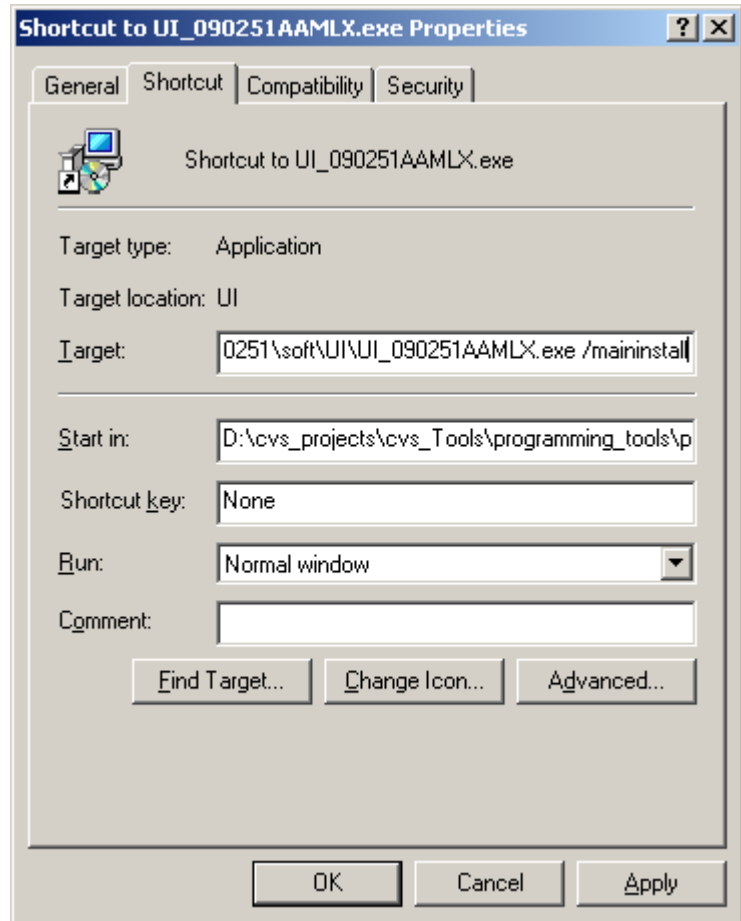 Shortcut to UI_090251AAMLX.exe Properties
General Shortcut Compatibility Security
Shortcut to UI_090251AAMLX.exe
Target type: Application
Target location: UI
Target: 0251\soft\UI\UI_090251AAMLX.exe /maininstall
Start in: D:\cvs_projects\cvs_Tools\programming_tools\p
Shortcut key: None
Run: Normal window
Comment:
Find Target... Change Icon... Advanced...
OK Cancel Apply